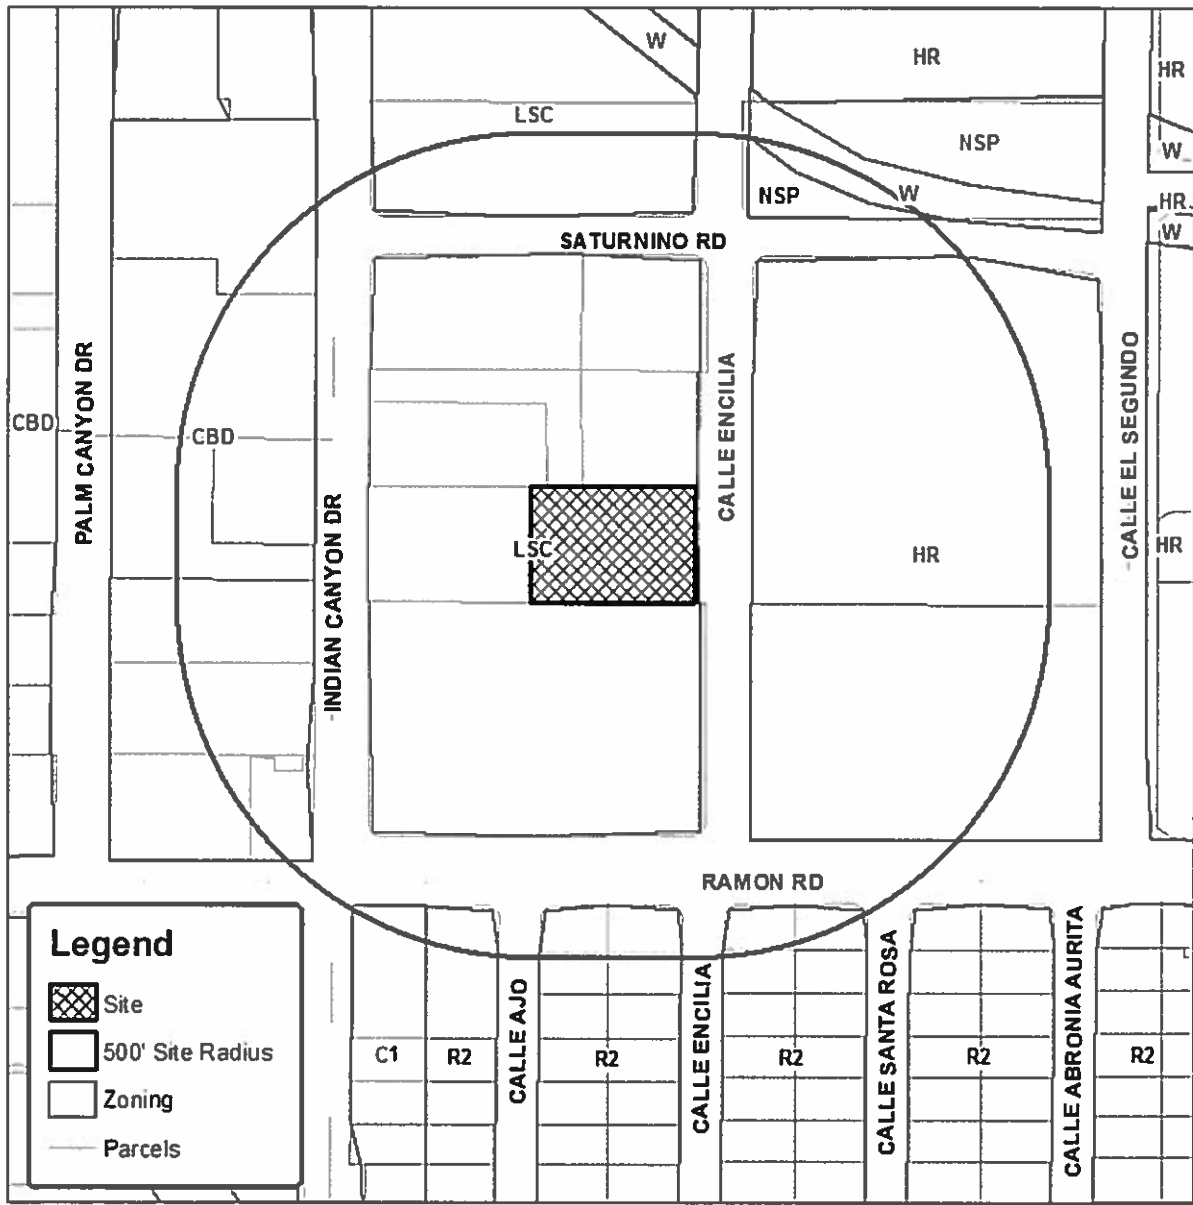 W
HR
HR
LSC
NSP
W
NSP
W
HR
W
SATURNINO RD
PALM CANYON DR
CALLE ENCILIA
CALLE EL SEGUNDO
CBD
CBD
INDIAN CANYON DR
LSC
HR
HR
RAMON RD
Legend
Site
500' Site Radius
Zoning
Parcels
C1
R2
CALLE AJO
R2
CALLE ENCILIA
R2
CALLE SANTA ROSA
R2
CALLE ABRONIA AURITA
R2